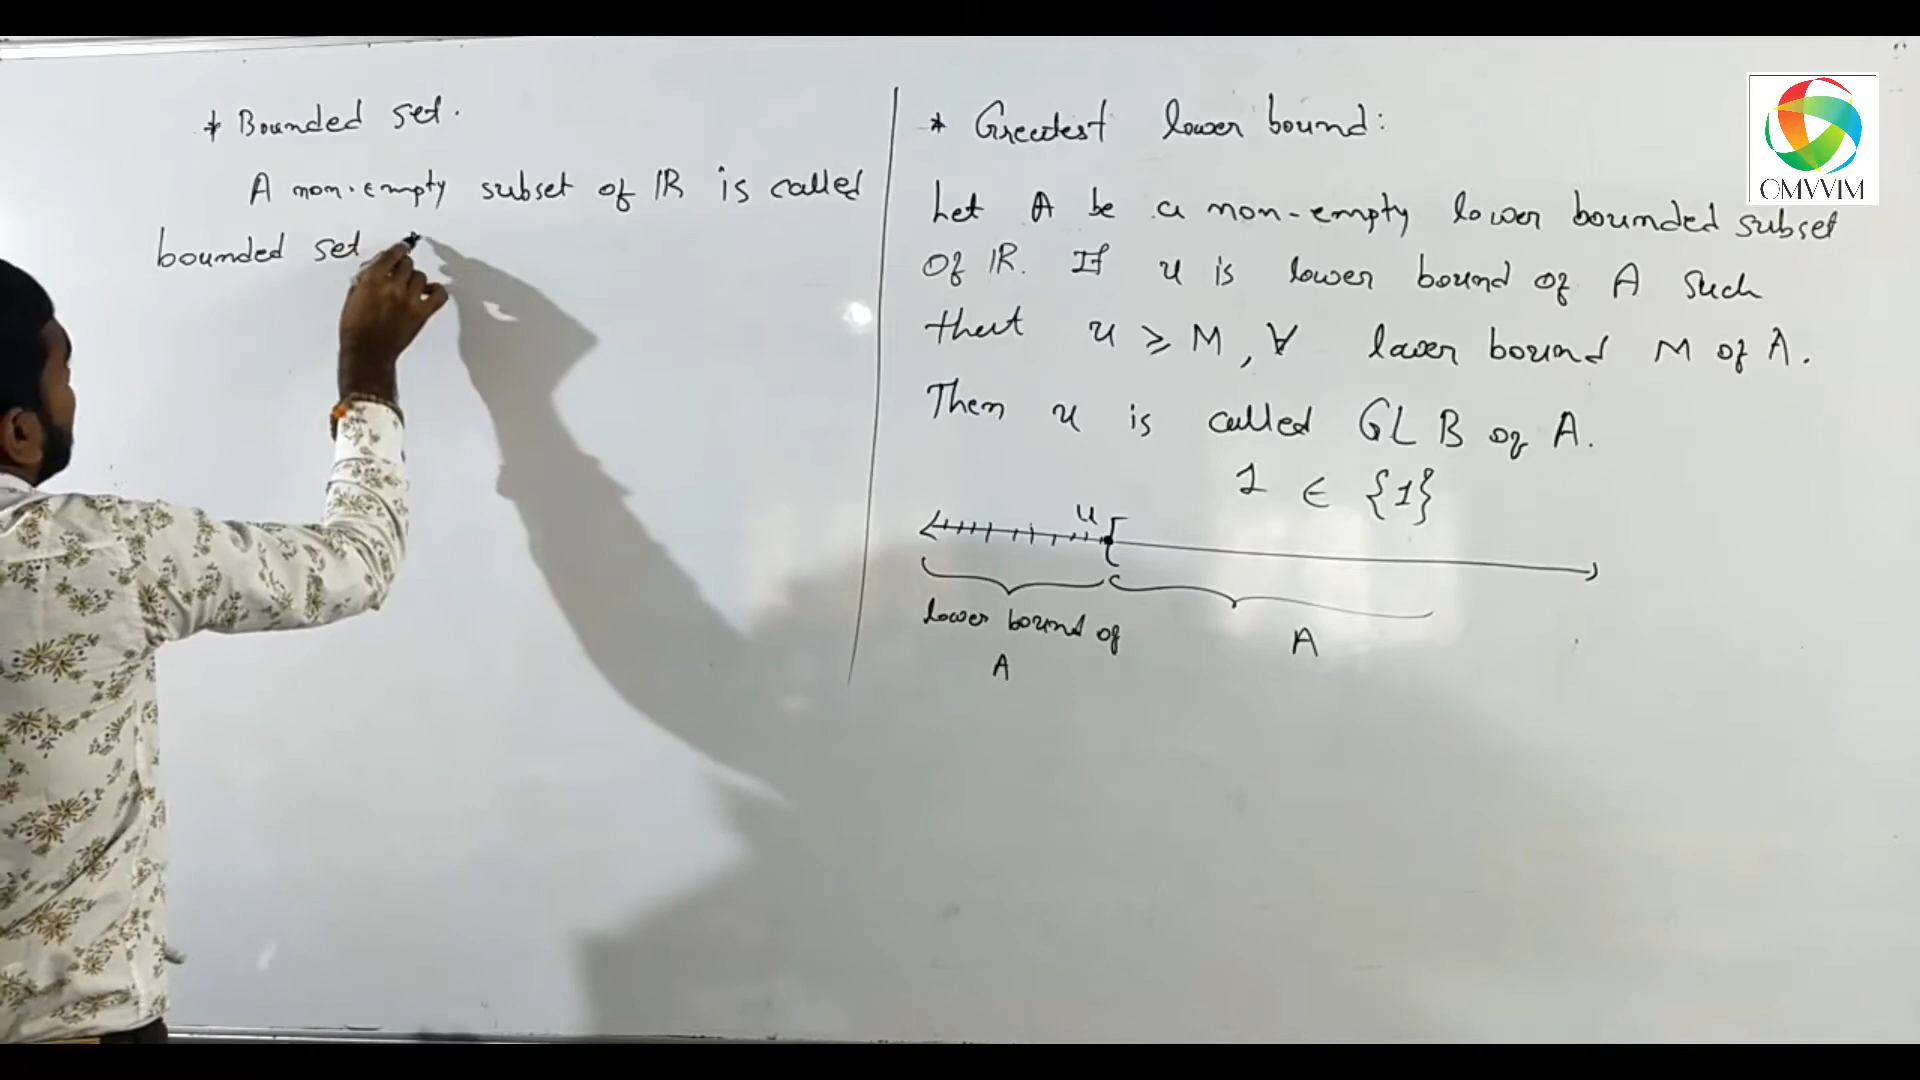 * Bounded set.
A non-empty subset of ℝ is called
bounded set
* Greatest lower bound:
Let A be a non-empty lower bounded subset
of ℝ. If u is lower bound of A such
that u ⩾ M, ∀ lower bound M of A.
Then u is called GLB of A.
1 ∈ {1}
u
lower bound of
A
A
OMVVIM